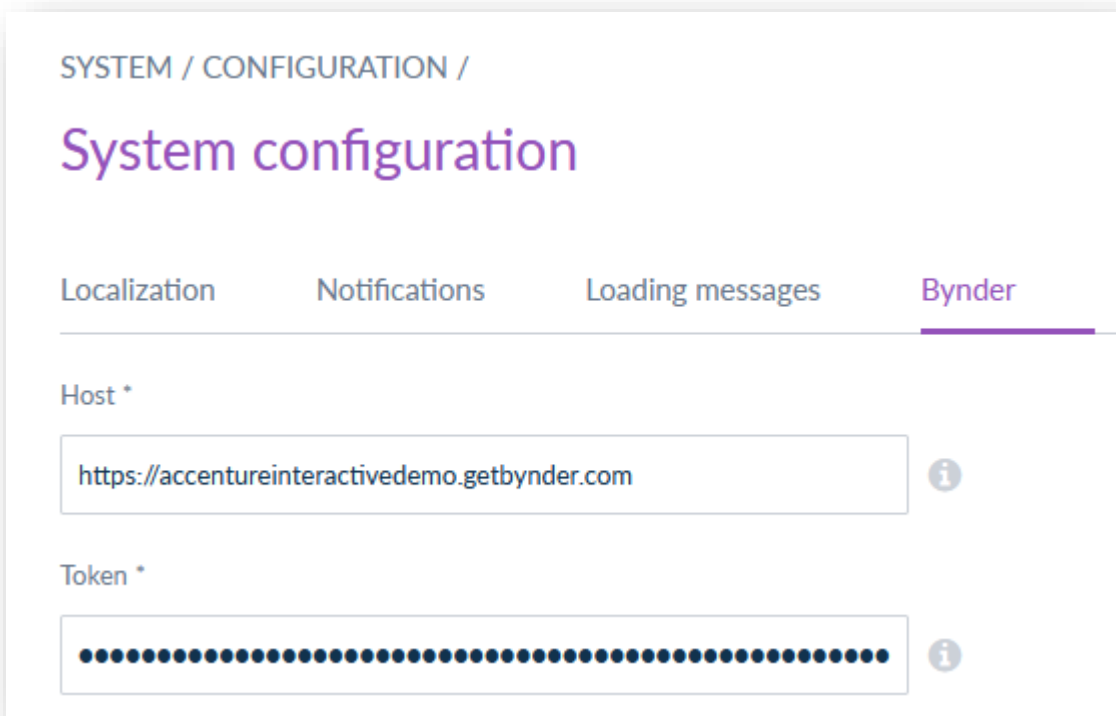 SYSTEM / CONFIGURATION /
System configuration
Localization Notifications Loading messages Bynder
Host *
https://accentureinteractivedemo.getbynder.com
Token *
••••••••••••••••••••••••••••••••••••••••••••••••••••